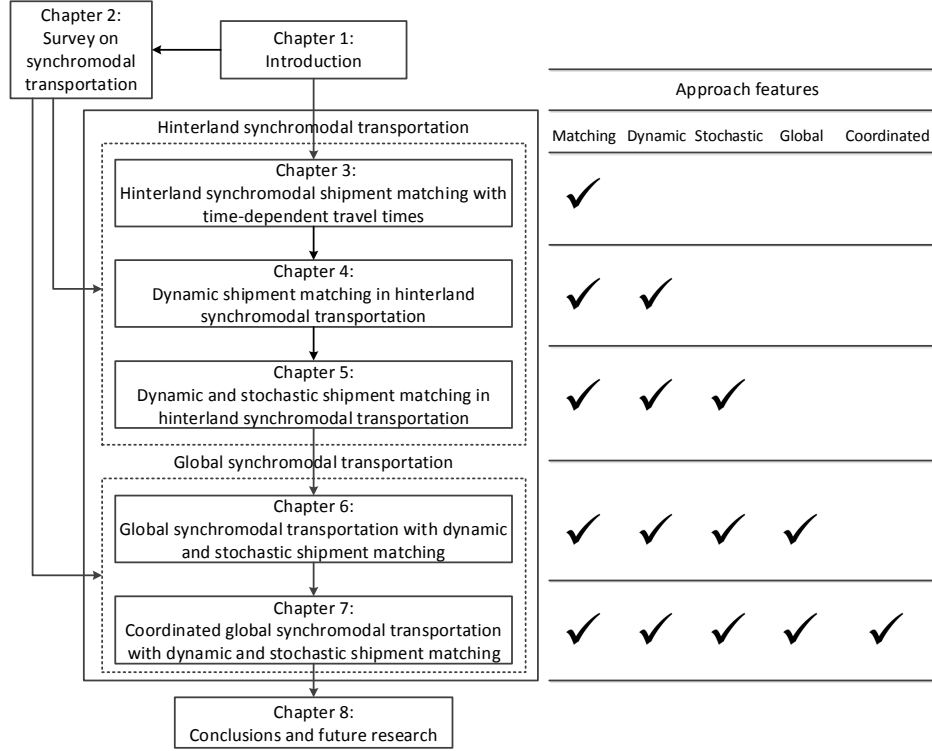 Chapter 2:
Survey on
synchromodal
transportation
Chapter 1:
Introduction
Approach features
Matching Dynamic Stochastic Global Coordinated
Hinterland synchromodal transportation
Chapter 3:
Hinterland synchromodal shipment matching with
time-dependent travel times
Chapter 4:
Dynamic shipment matching in hinterland
synchromodal transportation
Chapter 5:
Dynamic and stochastic shipment matching in
hinterland synchromodal transportation
Global synchromodal transportation
Chapter 6:
Global synchromodal transportation with dynamic
and stochastic shipment matching
Chapter 7:
Coordinated global synchromodal transportation
with dynamic and stochastic shipment matching
Chapter 8:
Conclusions and future research